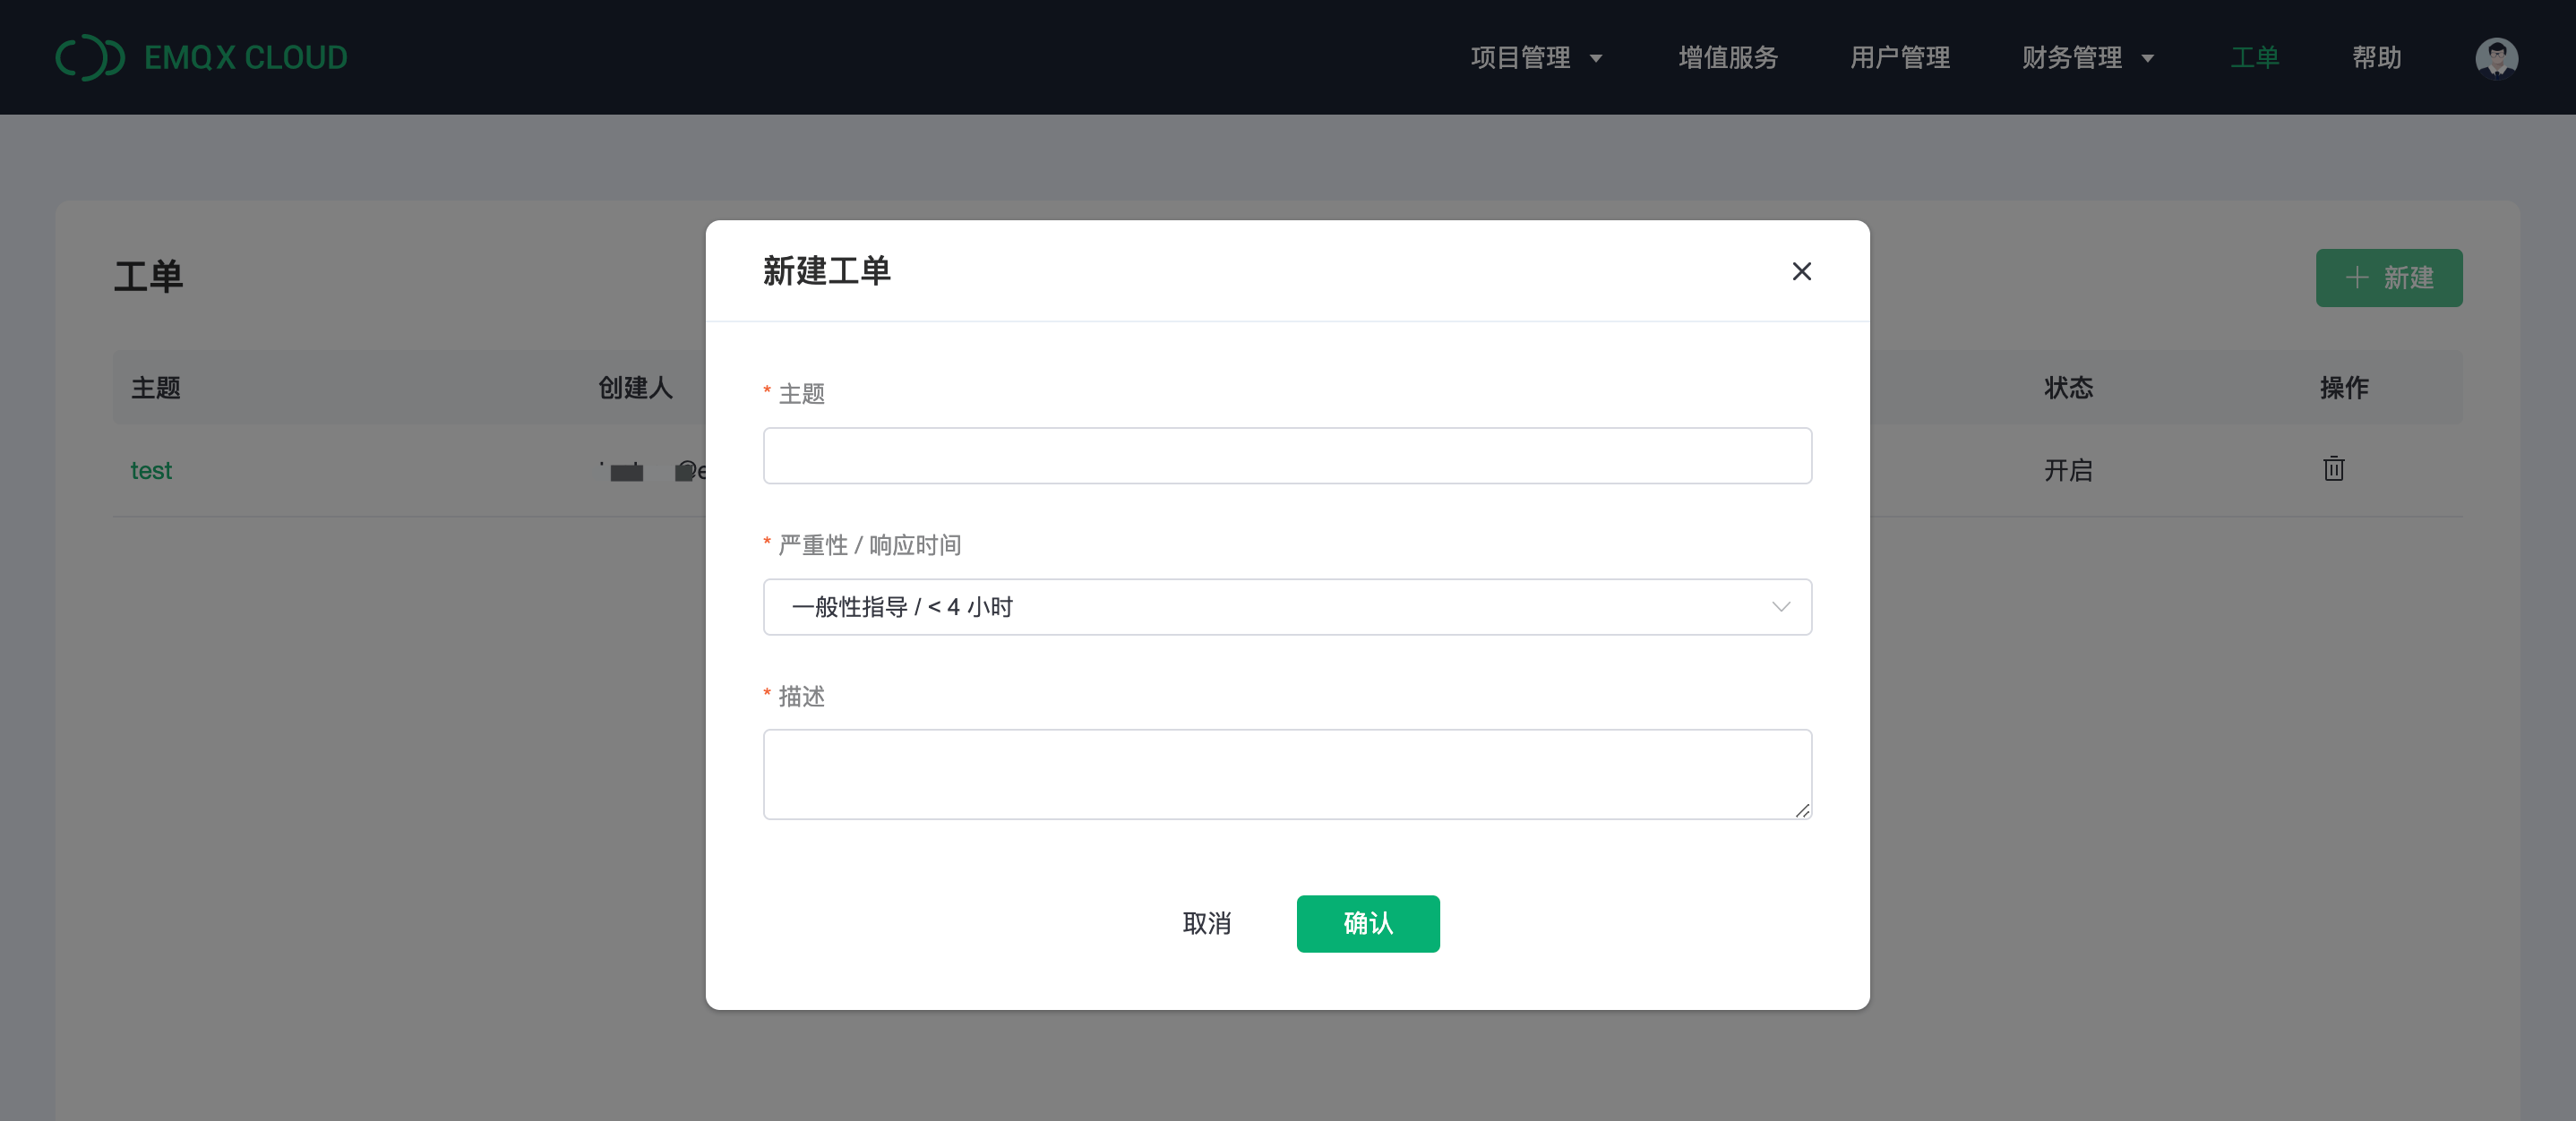 EMQX CLOUD 项目管理 增值服务 用户管理 财务管理 工单 帮助
工单 新建
主题 创建人 状态 操作
test @e 开启
新建工单
* 主题
* 严重性 / 响应时间
一般性指导 / < 4 小时
* 描述
取消 确认